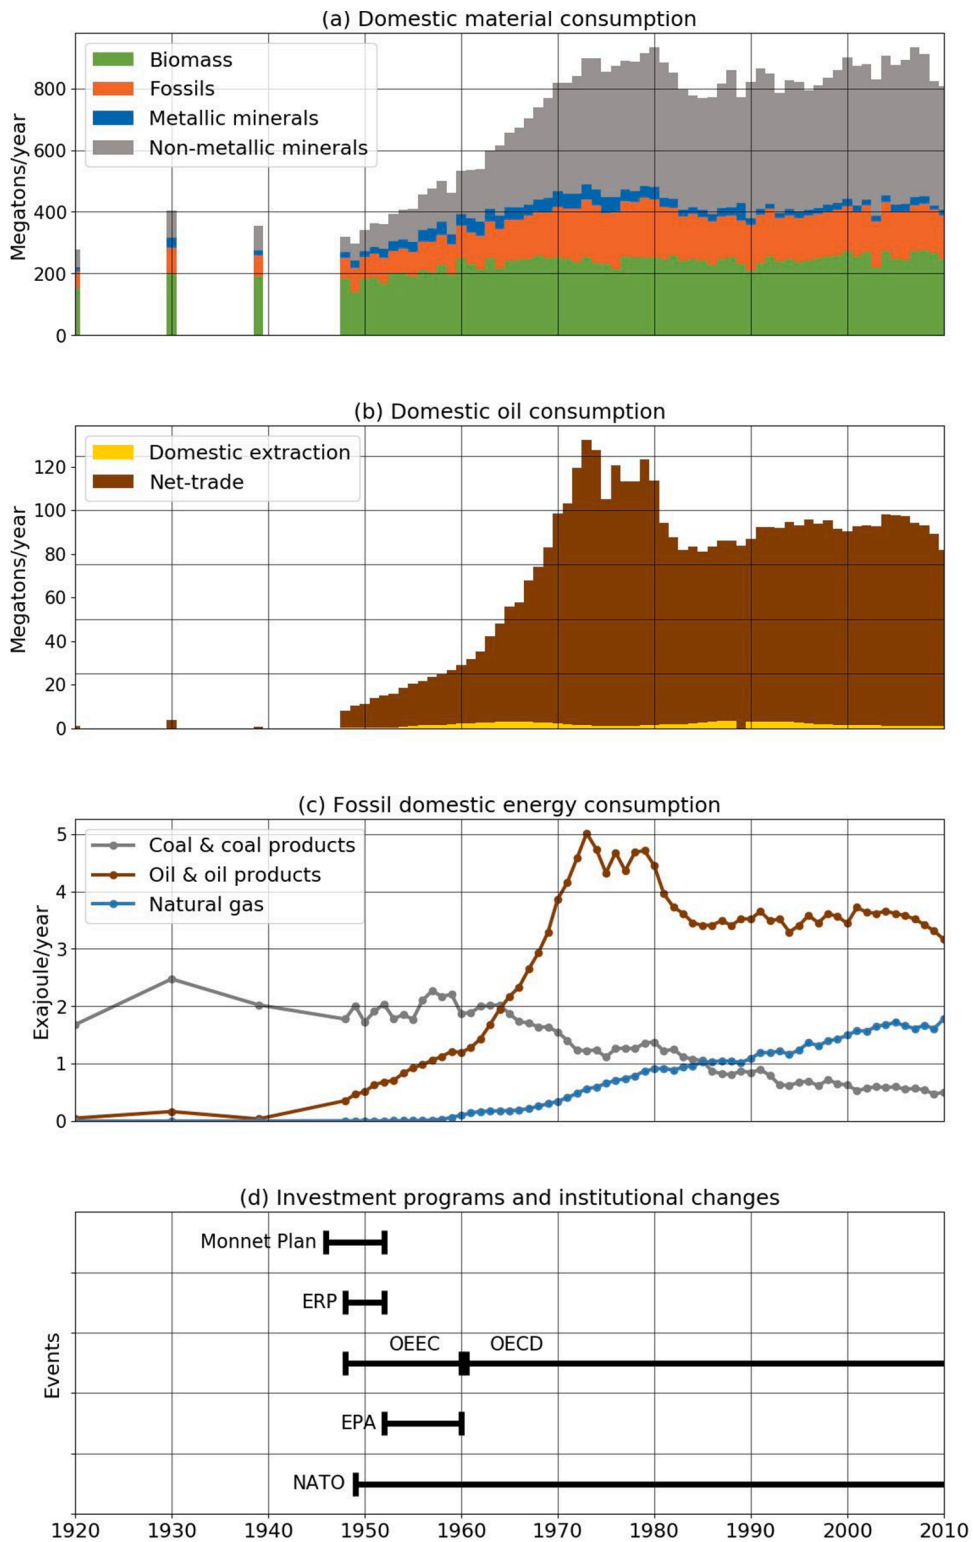 (a) Domestic material consumption
Megatons/year
800
600
400
200
0
Biomass
Fossils
Metallic minerals
Non-metallic minerals
(b) Domestic oil consumption
Megatons/year
120
100
80
60
40
20
0
Domestic extraction
Net-trade
(c) Fossil domestic energy consumption
Exajoule/year
5
4
3
2
1
0
Coal & coal products
Oil & oil products
Natural gas
(d) Investment programs and institutional changes
Events
Monnet Plan
ERP
OEEC OECD
EPA
NATO
1920 1930 1940 1950 1960 1970 1980 1990 2000 2010